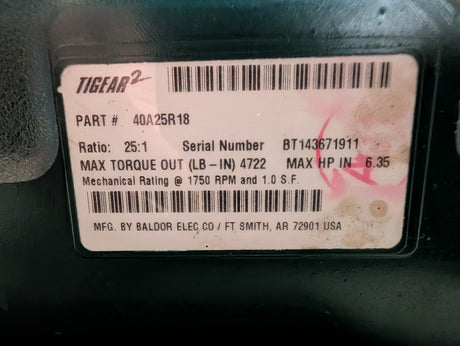 TIGEAR2
PART # 40A25R18
Ratio: 25:1 Serial Number BT143671911
MAX TORQUE OUT (LB-IN) 4722 MAX HP IN 6.35
Mechanical Rating @ 1750 RPM and 1.0 S.F.
MFG. BY BALDOR ELEC CO / FT SMITH, AR 72901 USA